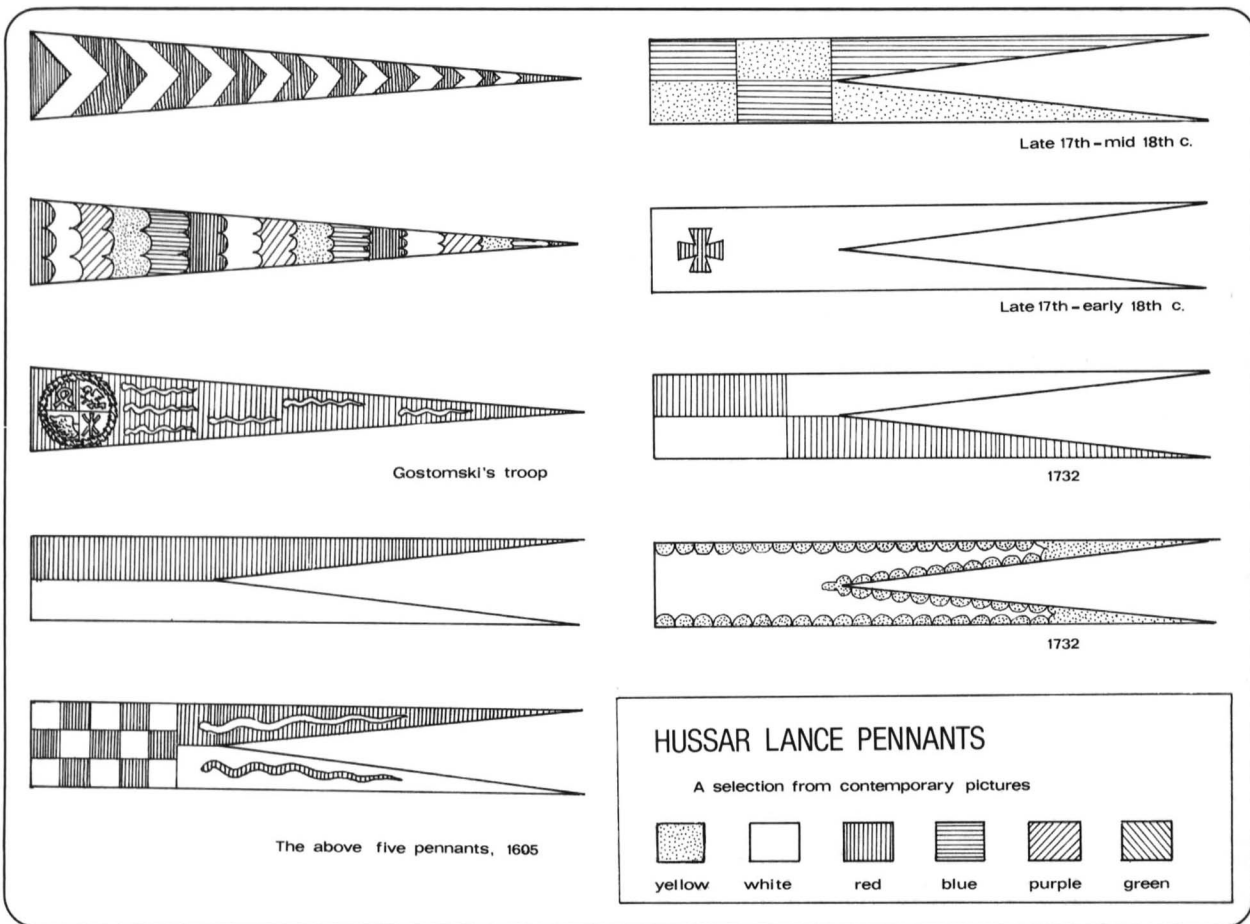 Gostomski's troop
The above five pennants, 1605
Late 17th-mid 18th c.
Late 17th-early 18th c.
1732
1732
HUSSAR LANCE PENNANTS
A selection from contemporary pictures
yellow white red blue purple green